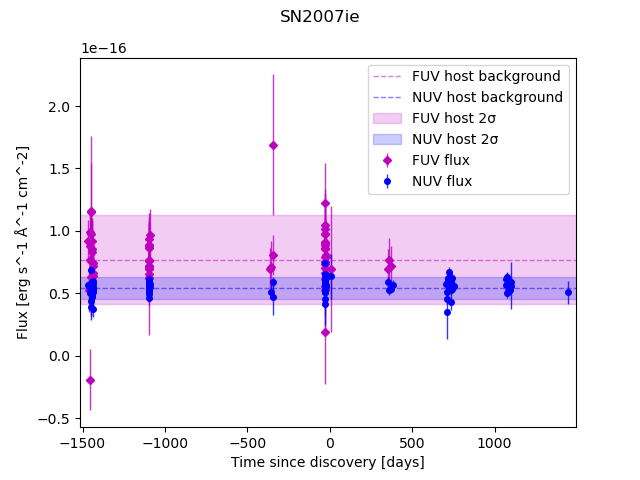 SN2007ie
1e−16
FUV host background
NUV host background
FUV host 2σ
NUV host 2σ
FUV flux
NUV flux
2.0
1.5
1.0
0.5
0.0
−0.5
Flux [erg s^-1 Å^-1 cm^-2]
−1500 −1000 −500 0 500 1000
Time since discovery [days]